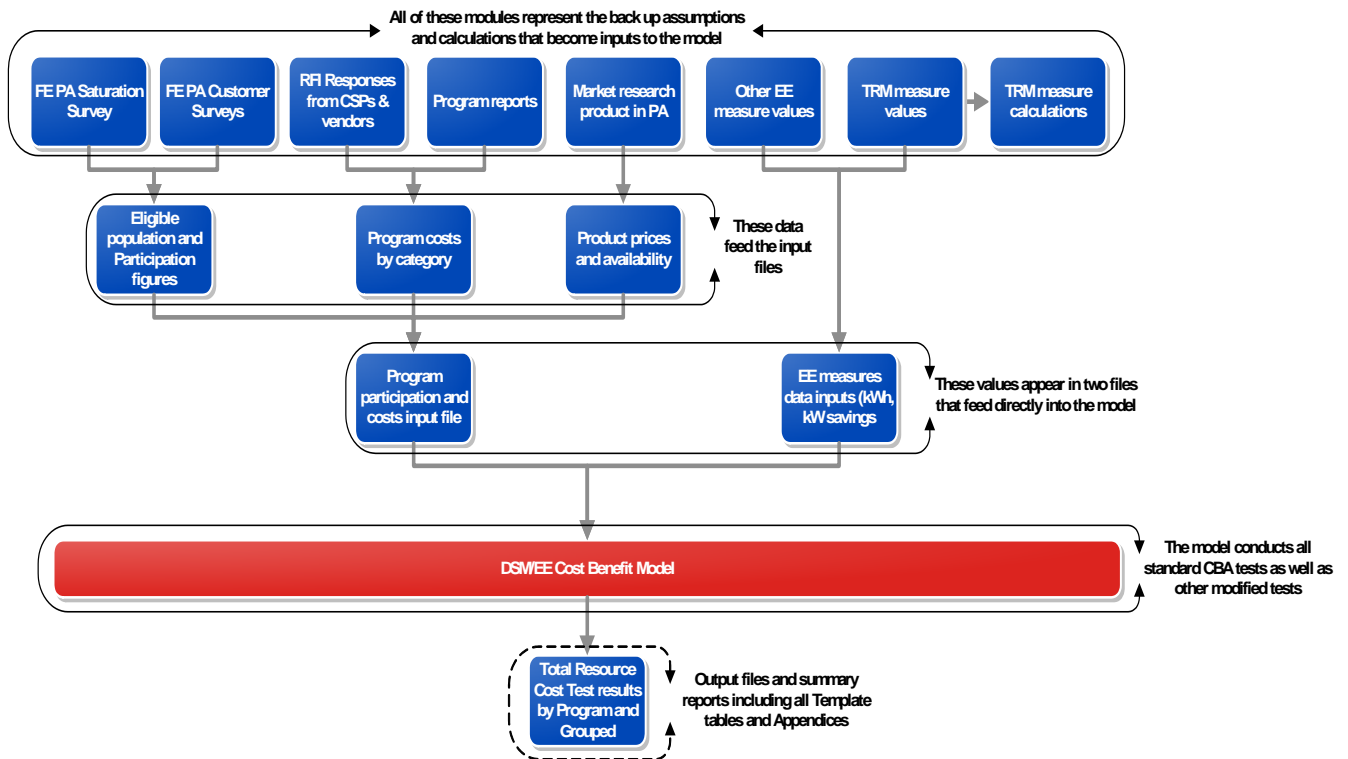 All of these modules represent the back up assumptions
and calculations that become inputs to the model
FE PA Saturation
Survey
FE PA Customer
Surveys
RFI Responses
from CSPs &
vendors
Program reports
Market research
product in PA
Other EE
measure values
TRM measure
values
TRM measure
calculations
Eligible
population and
Participation
figures
Program costs
by category
Product prices
and availability
These data
feed the input
files
Program
participation and
costs input file
EE measures
data inputs (kWh,
kW savings
These values appear in two files
that feed directly into the model
DSM/EE Cost Benefit Model
The model conducts all
standard CBA tests as well as
other modified tests
Total Resource
Cost Test results
by Program and
Grouped
Output files and summary
reports including all Template
tables and Appendices